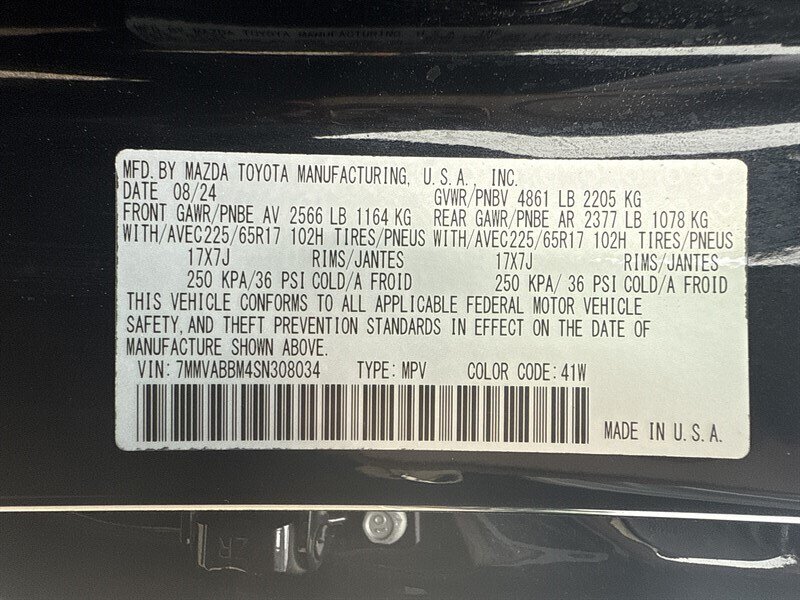 MFD. BY MAZDA TOYOTA MANUFACTURING, U.S.A., INC.
DATE 08/24 GVWR/PNBV 4861 LB 2205 KG
FRONT GAWR/PNBE AV 2566 LB 1164 KG REAR GAWR/PNBE AR 2377 LB 1078 KG
WITH/AVEC225/65R17 102H TIRES/PNEUS WITH/AVEC225/65R17 102H TIRES/PNEUS
17X7J RIMS/JANTES 17X7J RIMS/JANTES
250 KPA/36 PSI COLD/A FROID 250 KPA/ 36 PSI COLD/A FROID
THIS VEHICLE CONFORMS TO ALL APPLICABLE FEDERAL MOTOR VEHICLE
SAFETY, AND THEFT PREVENTION STANDARDS IN EFFECT ON THE DATE OF
MANUFACTURE SHOWN ABOVE.
VIN: 7MMVABBM4SN308034 TYPE: MPV COLOR CODE: 41W
MADE IN U.S.A.